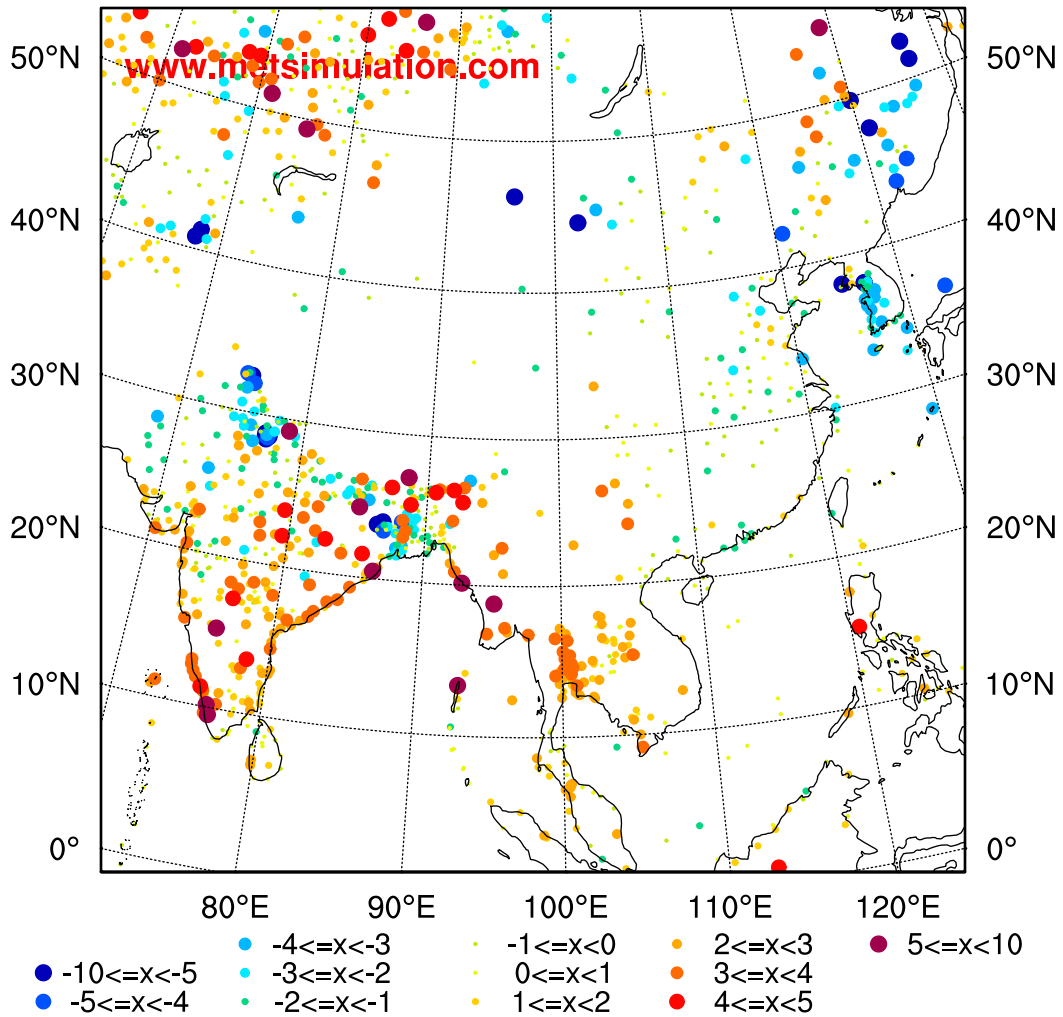 50°N 50°N
www.metsimulation.com
40°N 40°N
30°N 30°N
20°N 20°N
10°N 10°N
0° 0°
80°E 90°E 100°E 110°E 120°E
-4<=x<-3 -1<=x<0 2<=x<3 5<=x<10
-10<=x<-5 -3<=x<-2 0<=x<1 3<=x<4
-5<=x<-4 -2<=x<-1 1<=x<2 4<=x<5